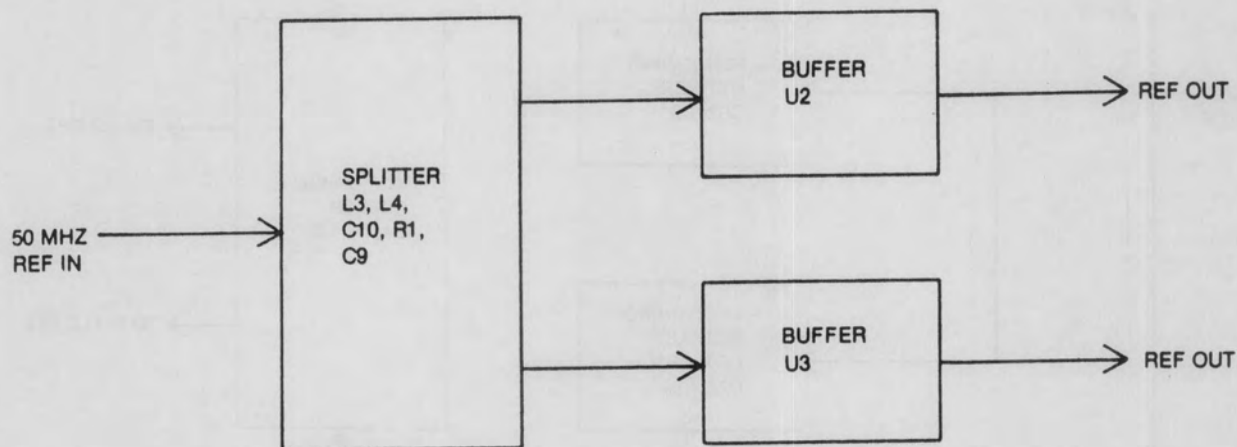 50 MHZ
REF IN
SPLITTER
L3, L4,
C10, R1,
C9
BUFFER
U2
REF OUT
BUFFER
U3
REF OUT